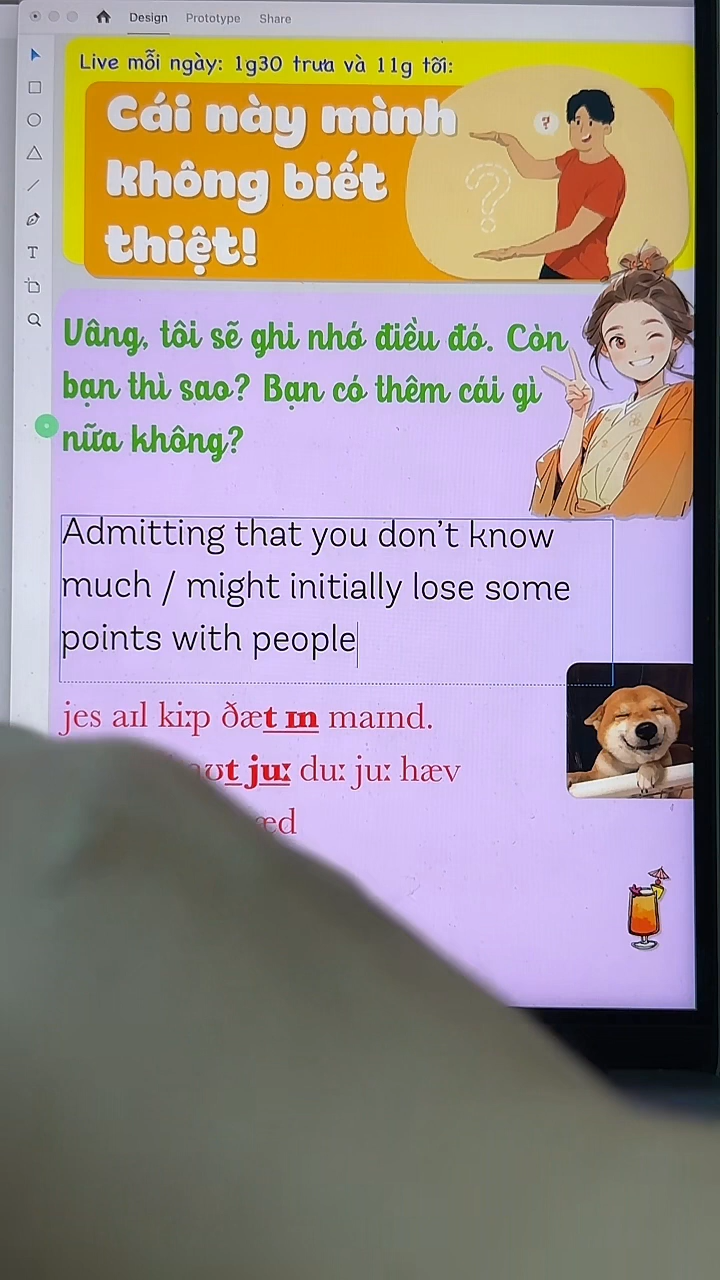 Design Prototype Share
Live mỗi ngày: 1g30 trưa và 11g tối:
Cái này mình
không biết
thiệt!
?
T
Vâng, tôi sẽ ghi nhớ điều đó. Còn
bạn thì sao? Bạn có thêm cái gì
nữa không?
Admitting that you don't know
much / might initially lose some
points with people
jes aɪl kiːp ðæt ɪn maɪnd.
t juː duː juː hæv
æd